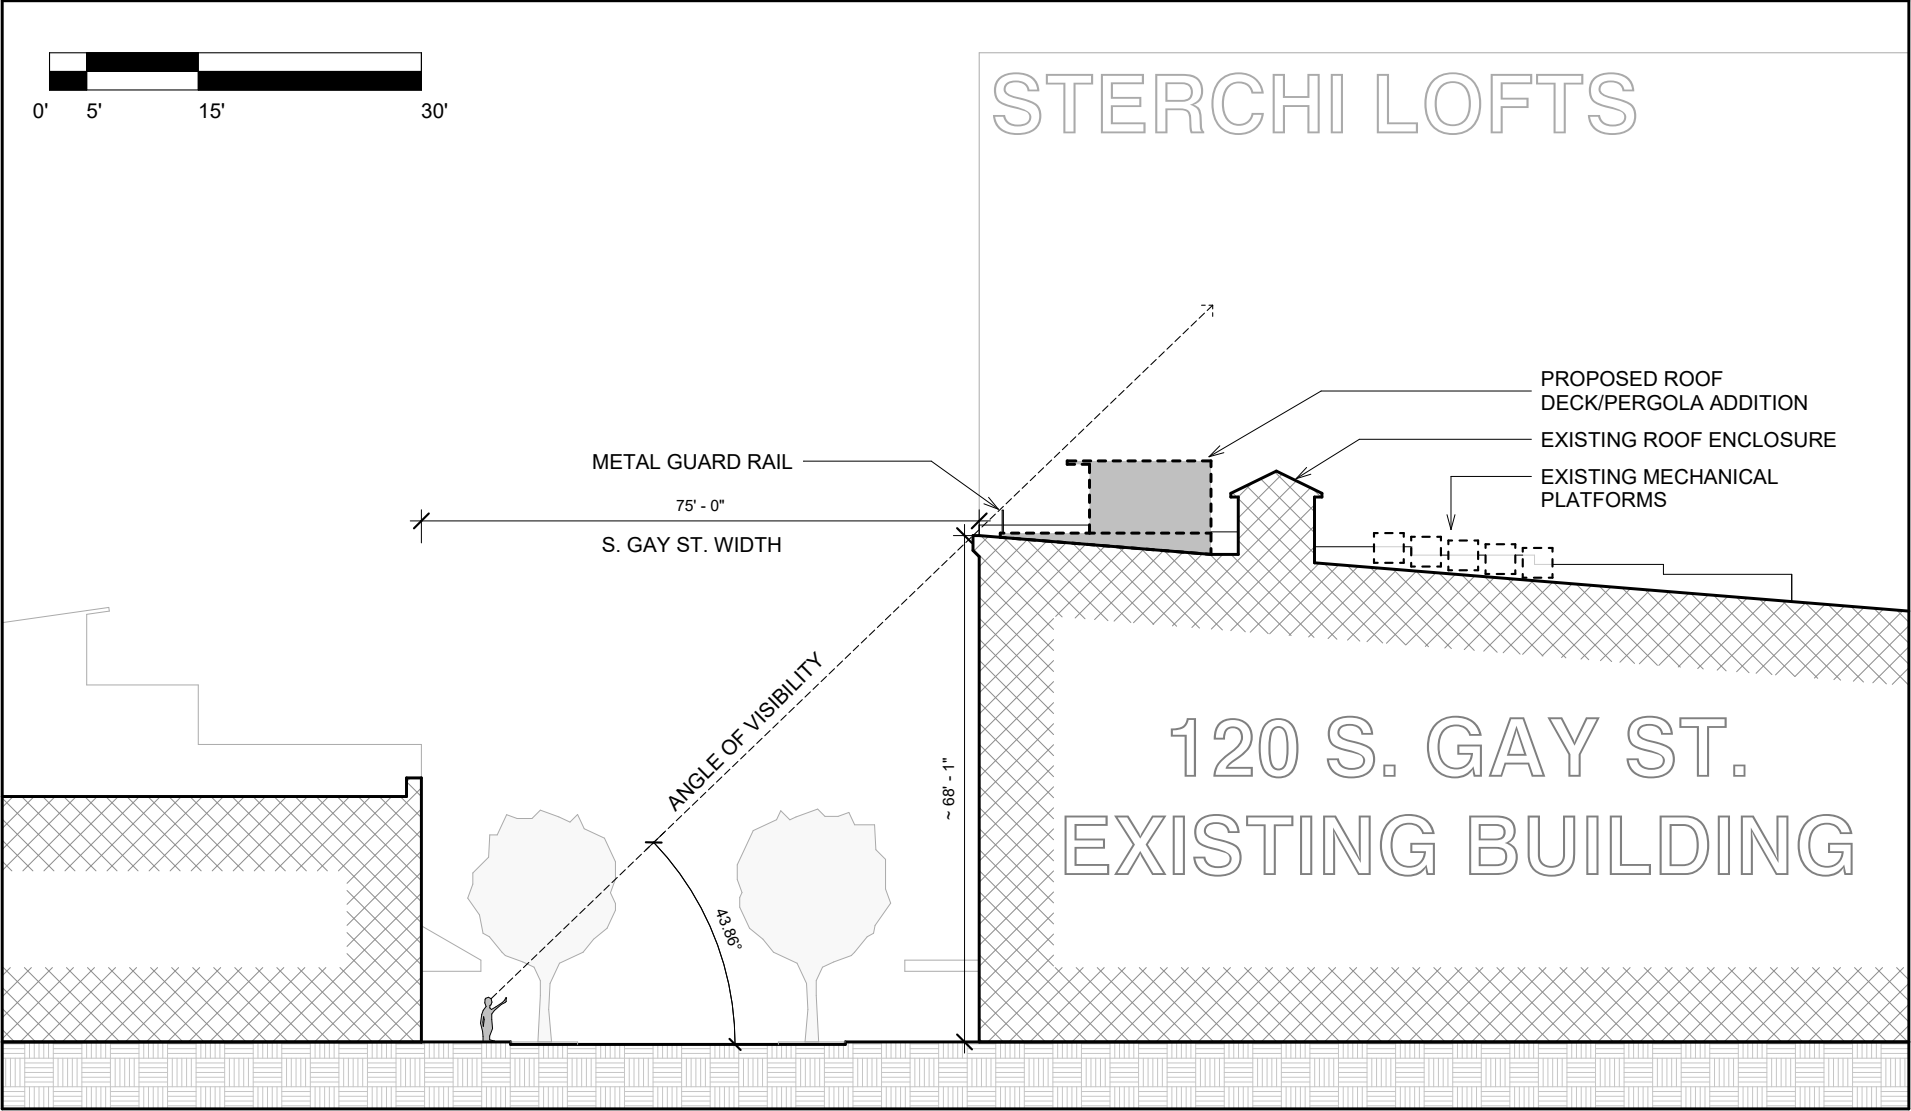 STERCHI LOFTS
0' 5' 15' 30'
PROPOSED ROOF
DECK/PERGOLA ADDITION
EXISTING ROOF ENCLOSURE
METAL GUARD RAIL
EXISTING MECHANICAL
PLATFORMS
75' - 0"
S. GAY ST. WIDTH
ANGLE OF VISIBILITY
~ 68' - 1"
120 S. GAY ST.
EXISTING BUILDING
43.86°